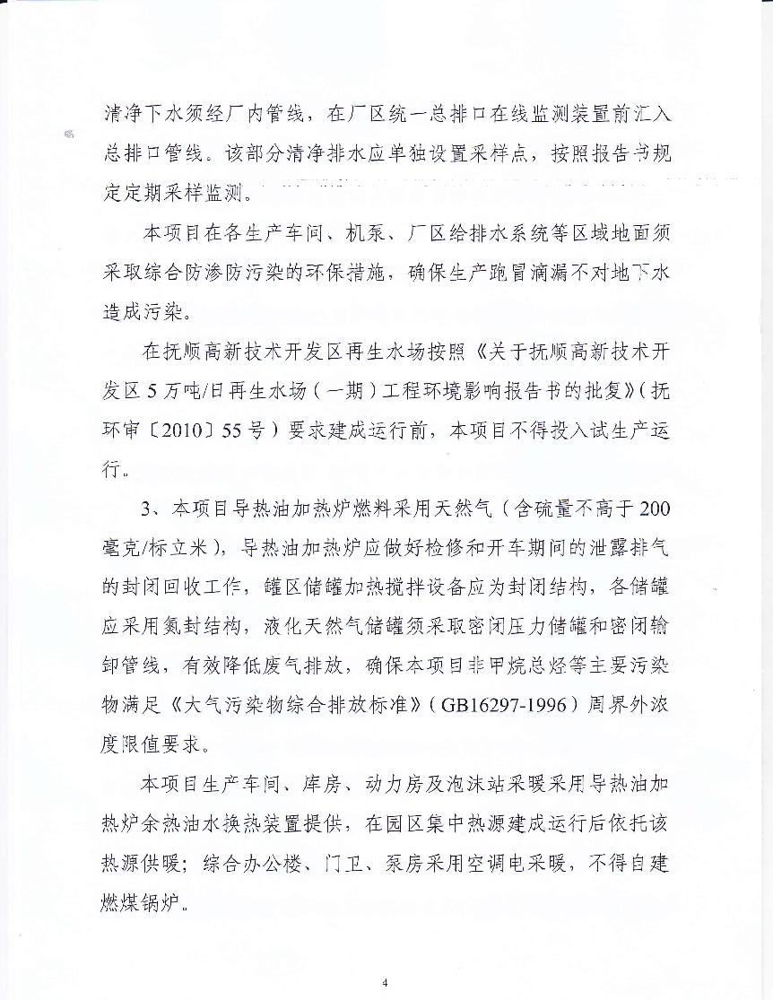 清净下水须经厂内管线，在厂区统一总排口在线监测装置前汇入
总排口管线。该部分清净排水应单独设置采样点，按照报告书规
定定期采样监测。
本项目在各生产车间、机泵、厂区给排水系统等区域地面须
采取综合防渗防污染的环保措施，确保生产跑冒滴漏不对地下水
造成污染。
在抚顺高新技术开发区再生水场按照《关于抚顺高新技术开
发区 5 万吨/日再生水场（一期）工程环境影响报告书的批复》（抚
环审〔2010〕55 号）要求建成运行前，本项目不得投入试生产运
行。
3、本项目导热油加热炉燃料采用天然气（含硫量不高于 200
毫克/标立米），导热油加热炉应做好检修和开车期间的泄露排气
的封闭回收工作，罐区储罐加热搅拌设备应为封闭结构，各储罐
应采用氮封结构，液化天然气储罐须采取密闭压力储罐和密闭输
卸管线，有效降低废气排放，确保本项目非甲烷总烃等主要污染
物满足《大气污染物综合排放标准》（GB16297-1996）周界外浓
度限值要求。
本项目生产车间、库房、动力房及泡沫站采暖采用导热油加
热炉余热油水换热装置提供，在园区集中热源建成运行后依托该
热源供暖；综合办公楼、门卫、泵房采用空调电采暖，不得自建
燃煤锅炉。
4